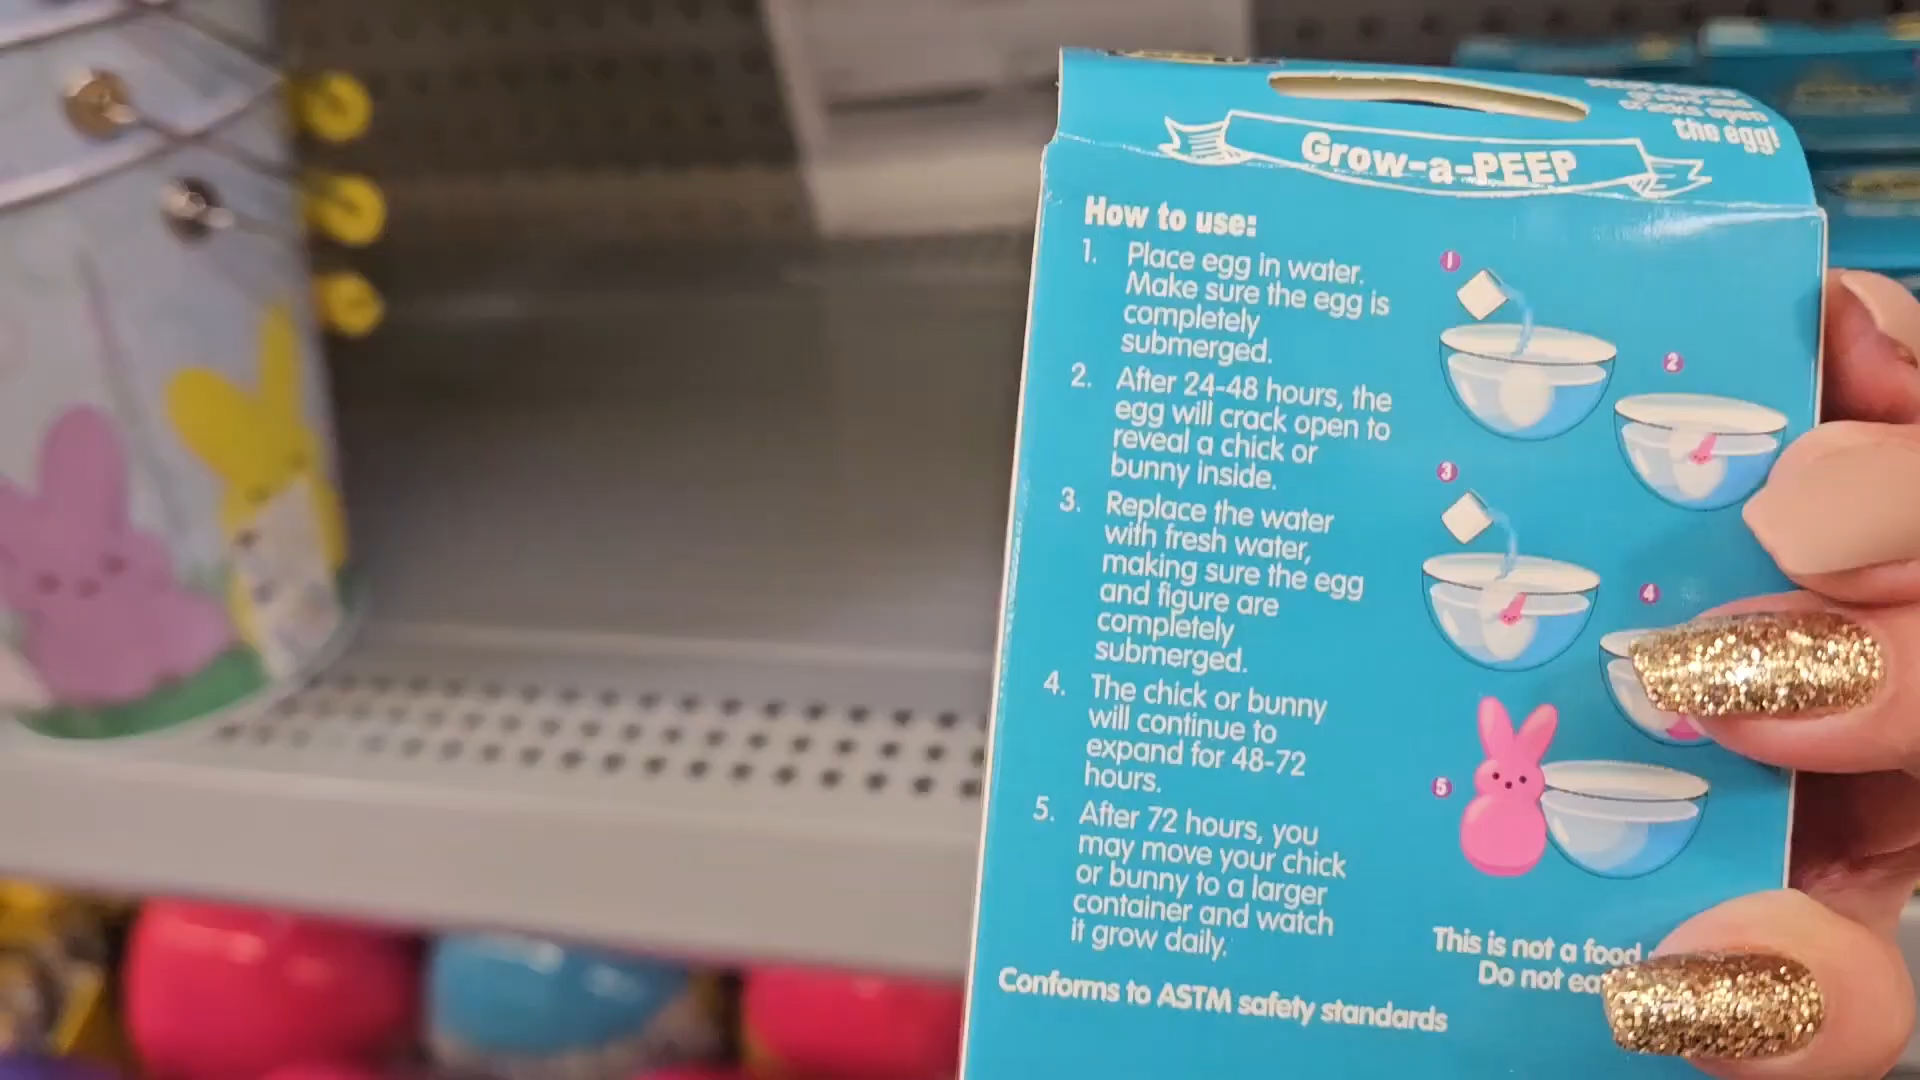 the egg!
Grow-a-PEEP
How to use:
1. Place egg in water.
Make sure the egg is
completely
submerged.
2. After 24-48 hours, the
egg will crack open to
reveal a chick or
bunny inside.
3. Replace the water
with fresh water,
making sure the egg
and figure are
completely
submerged.
4. The chick or bunny
will continue to
expand for 48-72
hours.
5. After 72 hours, you
may move your chick
or bunny to a larger
container and watch
it grow daily.
1
2
3
4
5
This is not a food
Do not ea
Conforms to ASTM safety standards